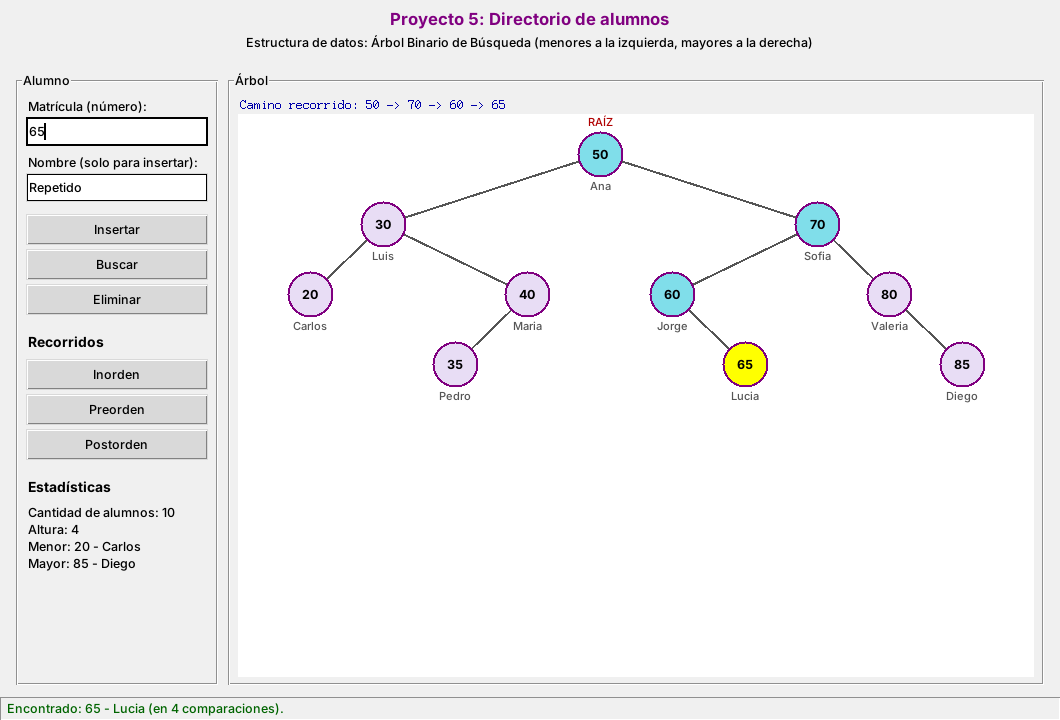 Proyecto 5: Directorio de alumnos
Estructura de datos: Árbol Binario de Búsqueda (menores a la izquierda, mayores a la derecha)
Alumno
Matrícula (número):
65
Nombre (solo para insertar):
Repetido
Insertar
Buscar
Eliminar
Recorridos
Inorden
Preorden
Postorden
Estadísticas
Cantidad de alumnos: 10
Altura: 4
Menor: 20 - Carlos
Mayor: 85 - Diego
Árbol
Camino recorrido: 50 -> 70 -> 60 -> 65
RAÍZ
50
Ana
30
70
Luis
Sofia
20
40
60
80
Carlos
Maria
Jorge
Valeria
35
65
85
Pedro
Lucia
Diego
Encontrado: 65 - Lucia (en 4 comparaciones).